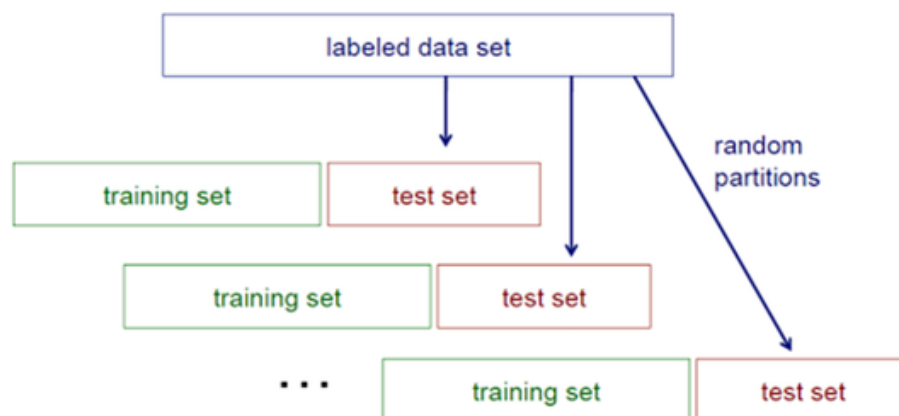 labeled data set
random
partitions
training set
test set
training set
test set
...
training set
test set